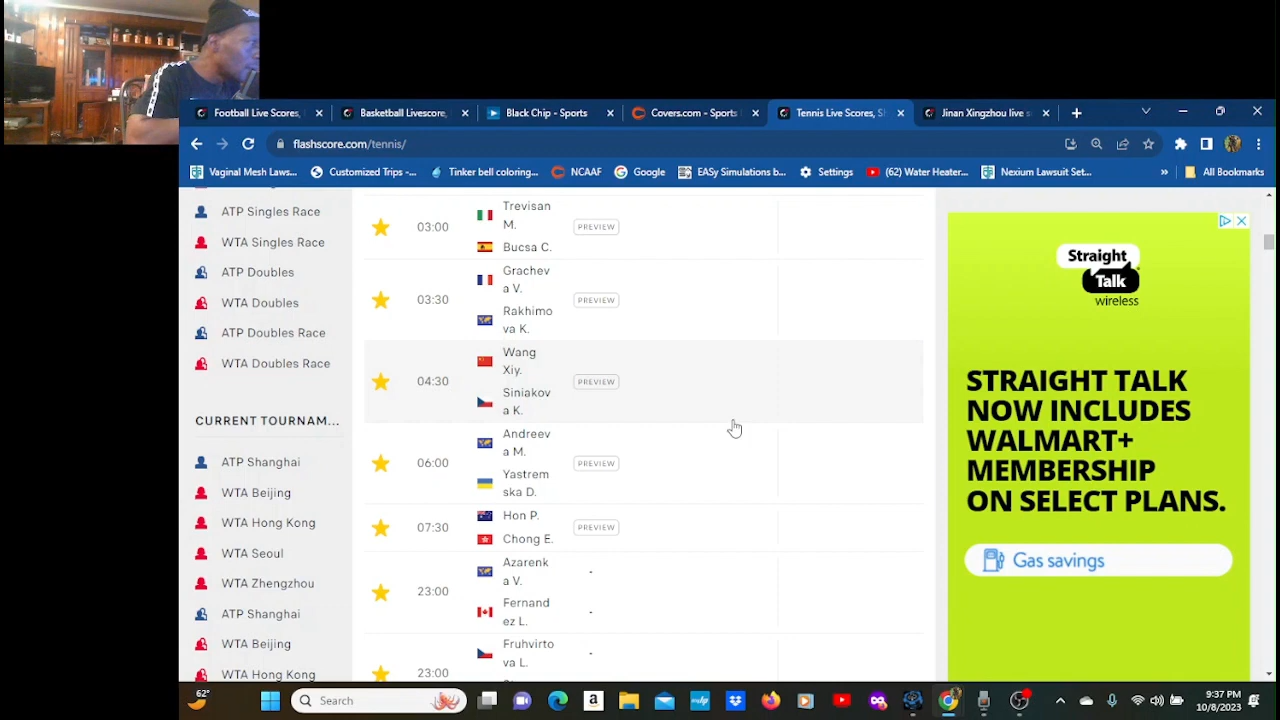 Football Live Scores,
Basketball Livescore,
Black Chip - Sports
Covers.com - Sports
Tennis Live Scores, S
Jinan Xingzhou live s
flashscore.com/tennis/
Vaginal Mesh Laws...
Customized Trips -...
Tinker bell coloring...
NCAAF
Google
EASy Simulations b...
Settings
(62) Water Heater...
Nexium Lawsuit Set...
»
All Bookmarks
ATP Singles Race
WTA Singles Race
ATP Doubles
WTA Doubles
ATP Doubles Race
WTA Doubles Race
CURRENT TOURNAM...
ATP Shanghai
WTA Beijing
WTA Hong Kong
WTA Seoul
WTA Zhengzhou
ATP Shanghai
WTA Beijing
WTA Hong Kong
03:00
Trevisan
M.
Bucsa C.
PREVIEW
03:30
Grachev
a V.
Rakhimo
va K.
PREVIEW
04:30
Wang
Xiy.
Siniakov
a K.
PREVIEW
06:00
Andreev
a M.
Yastrem
ska D.
PREVIEW
07:30
Hon P.
Chong E.
PREVIEW
23:00
Azarenk
a V.
-
Fernand
ez L.
-
23:00
Fruhvirto
va L.
-
Straight
Talk
wireless
STRAIGHT TALK
NOW INCLUDES
WALMART+
MEMBERSHIP
ON SELECT PLANS.
Gas savings
62°
Search
9:37 PM
10/8/2023